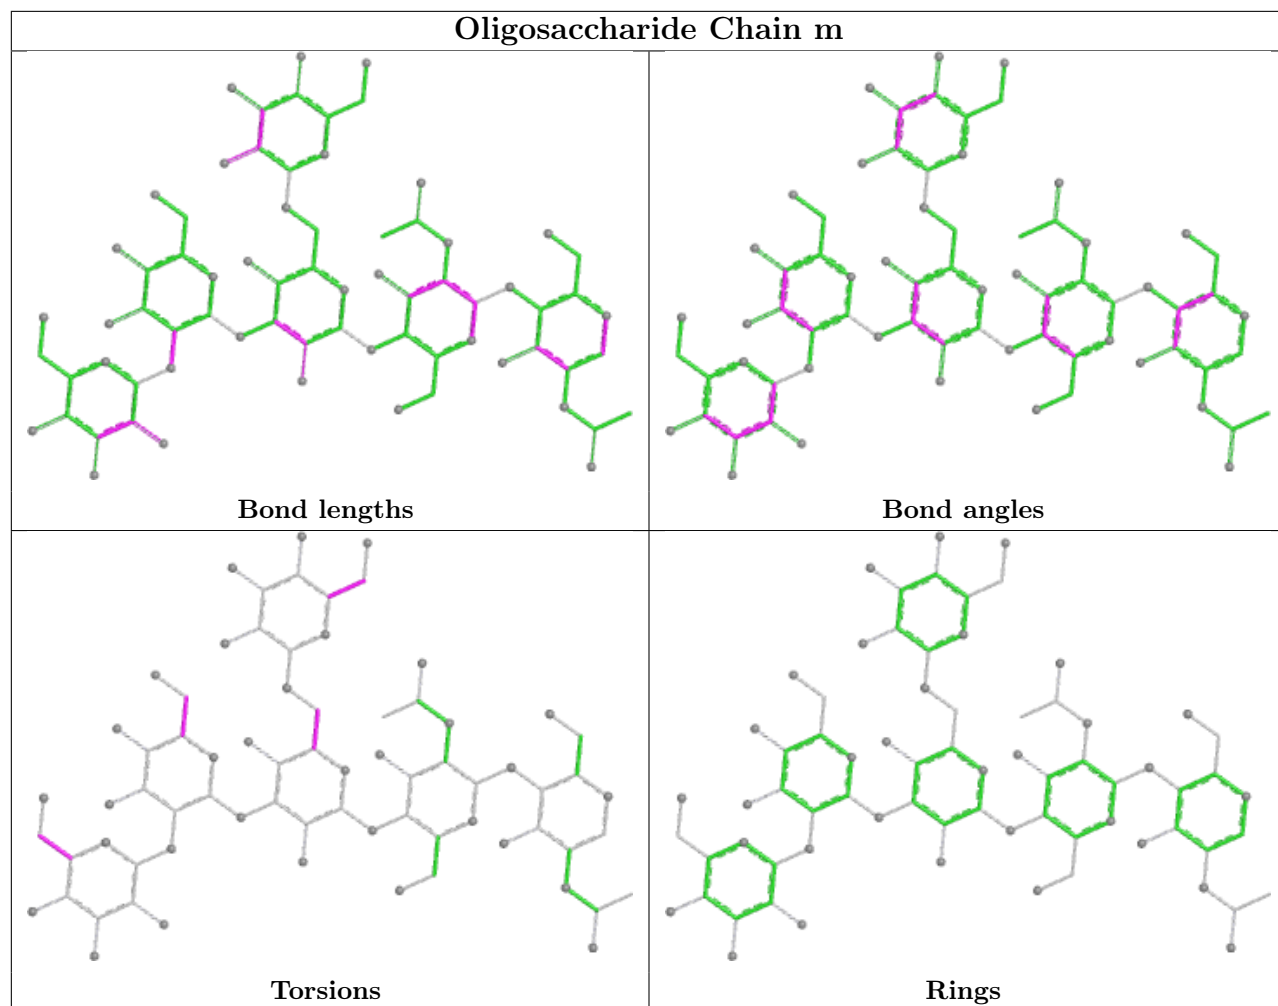 Oligosaccharide Chain m
Bond lengths
Bond angles
Torsions
Rings